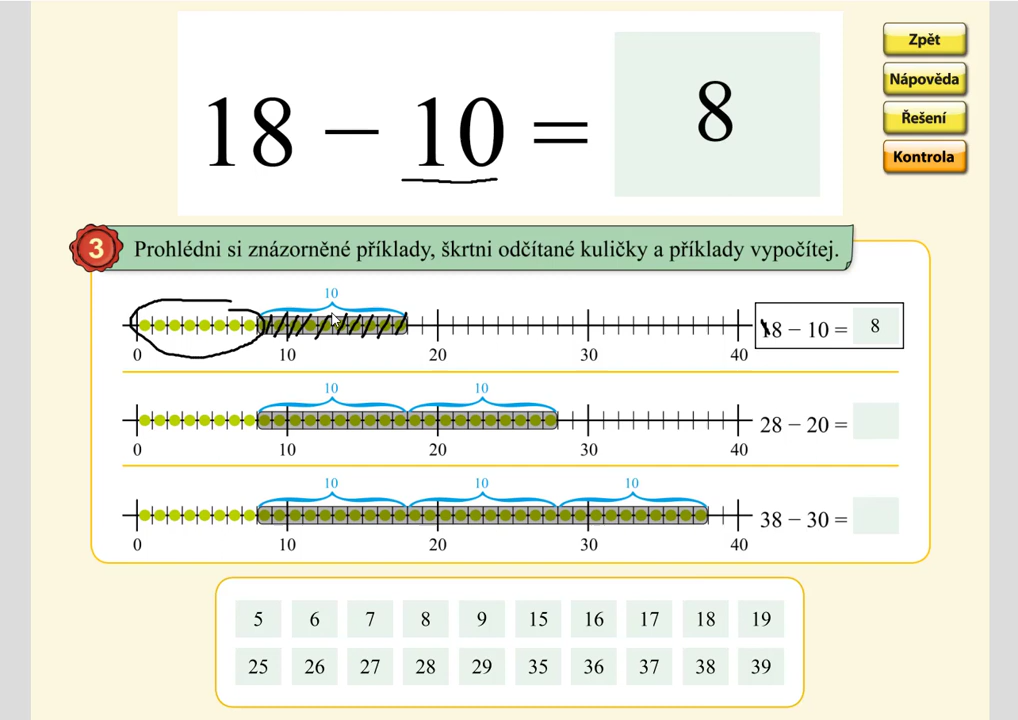 18 − 10 = 8
Zpět
Nápověda
Řešení
Kontrola
3 Prohlédni si znázorněné příklady, škrtni odčítané kuličky a příklady vypočítej.
10
18 − 10 = 8
0 10 20 30 40
10 10
28 − 20 =
0 10 20 30 40
10 10 10
38 − 30 =
0 10 20 30 40
5 6 7 8 9 15 16 17 18 19
25 26 27 28 29 35 36 37 38 39